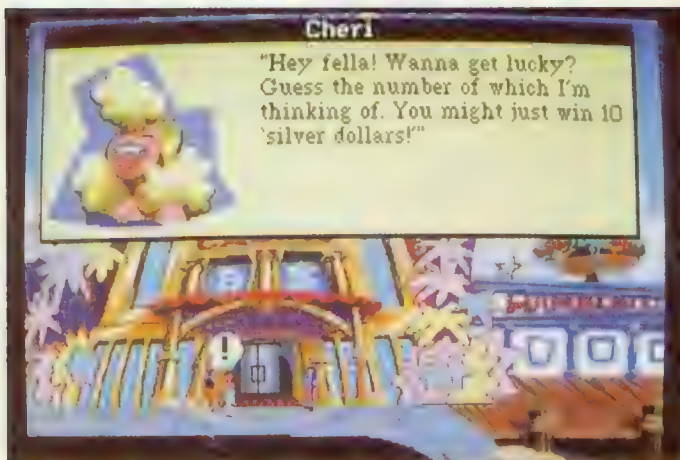 Cheri
"Hey fella! Wanna get lucky?
Guess the number of which I'm
thinking of. You might just win 10
'silver dollars!'"